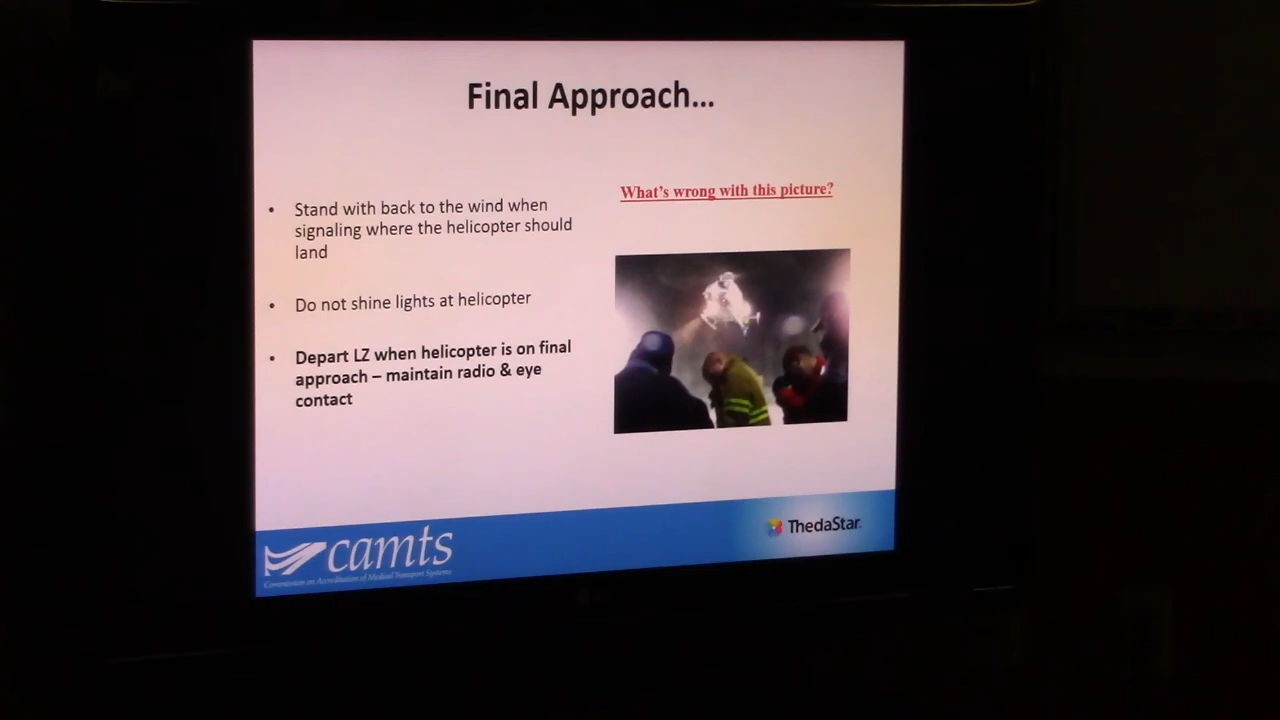 Final Approach...
What's wrong with this picture?
• Stand with back to the wind when
signaling where the helicopter should
land
• Do not shine lights at helicopter
• Depart LZ when helicopter is on final
approach – maintain radio & eye
contact
camts
Commission on Accreditation of Medical Transport Systems
ThedaStar